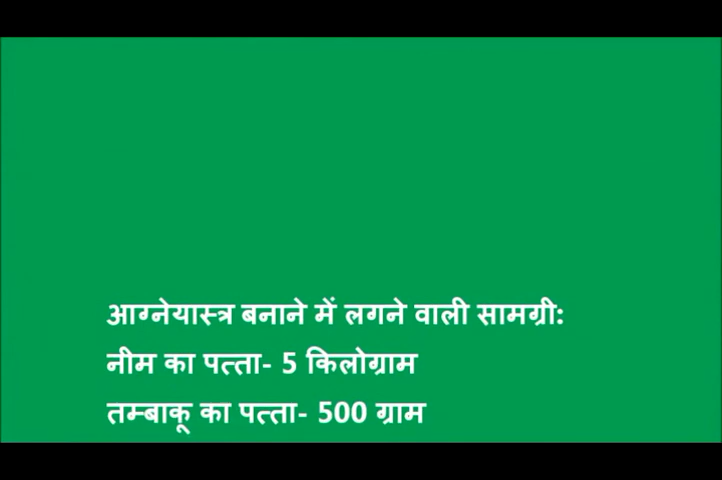 आग्नेयास्त्र बनाने में लगने वाली सामग्री:
नीम का पत्ता- 5 किलोग्राम
तम्बाकू का पत्ता- 500 ग्राम